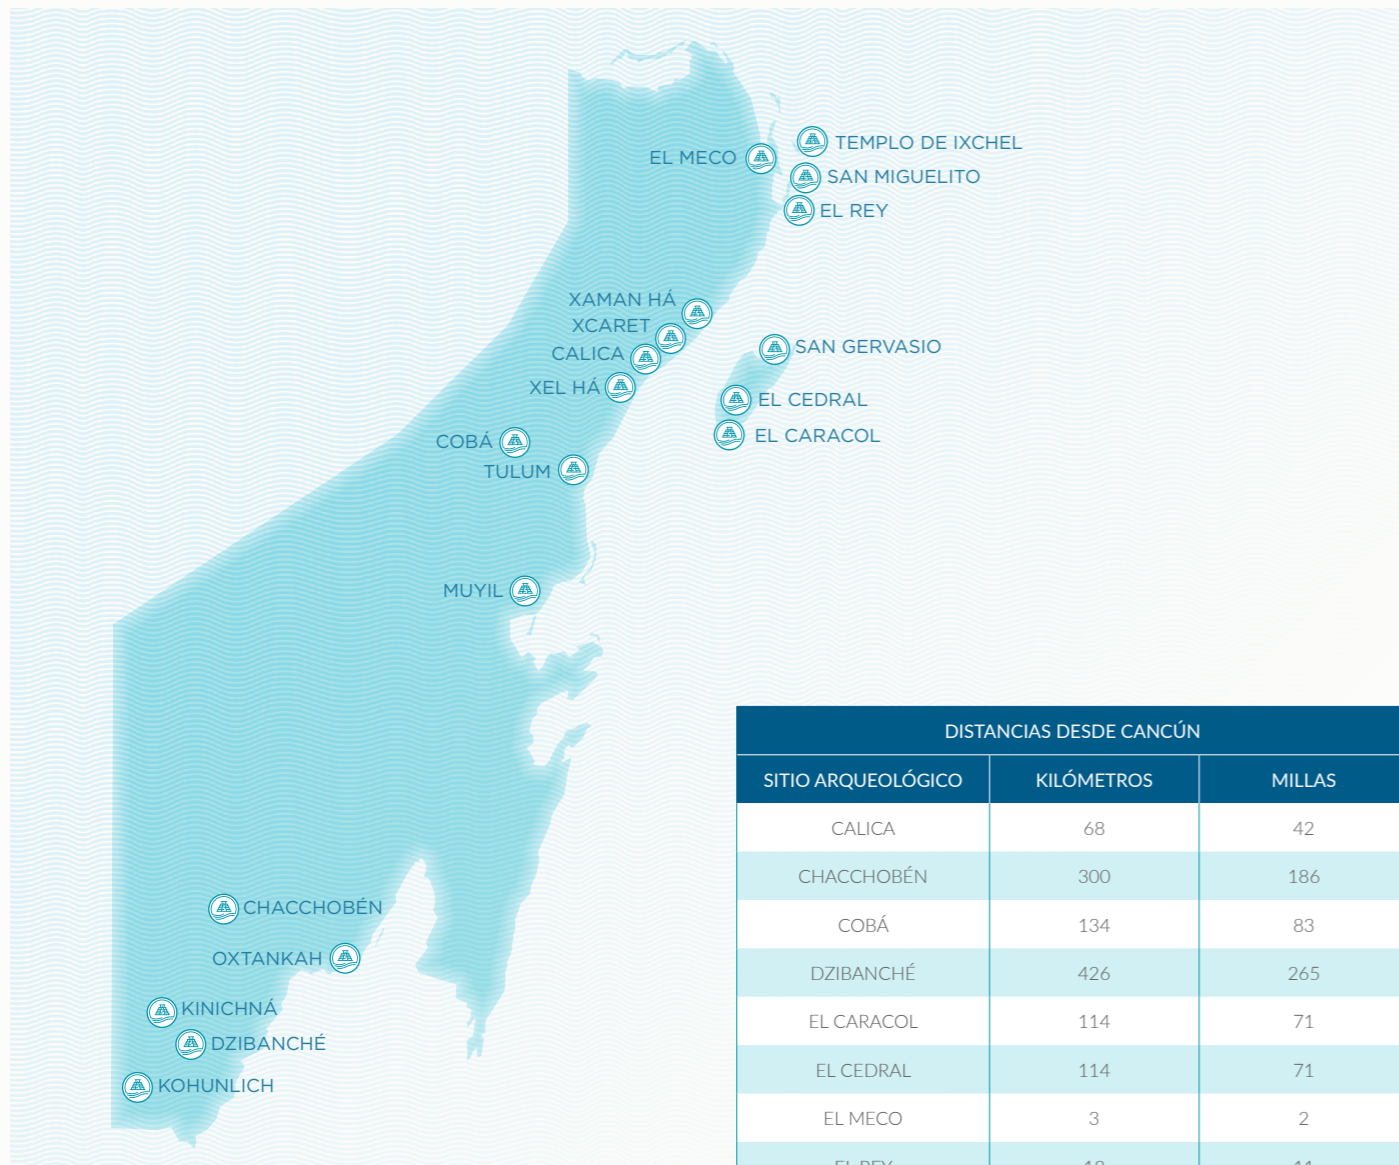 TEMPLO DE IXCHEL
EL MECO
SAN MIGUELITO
EL REY
XAMAN HÁ
XCARET
CALICA
SAN GERVASIO
XEL HÁ
EL CEDRAL
EL CARACOL
COBÁ
TULUM
MUYIL
CHACCHOBÉN
OXTANKAH
KINICHNÁ
DZIBANCHÉ
KOHUNLICH
DISTANCIAS DESDE CANCÚN
SITIO ARQUEOLÓGICO KILÓMETROS MILLAS
CALICA 68 42
CHACCHOBÉN 300 186
COBÁ 134 83
DZIBANCHÉ 426 265
EL CARACOL 114 71
EL CEDRAL 114 71
EL MECO 3 2
EL REY